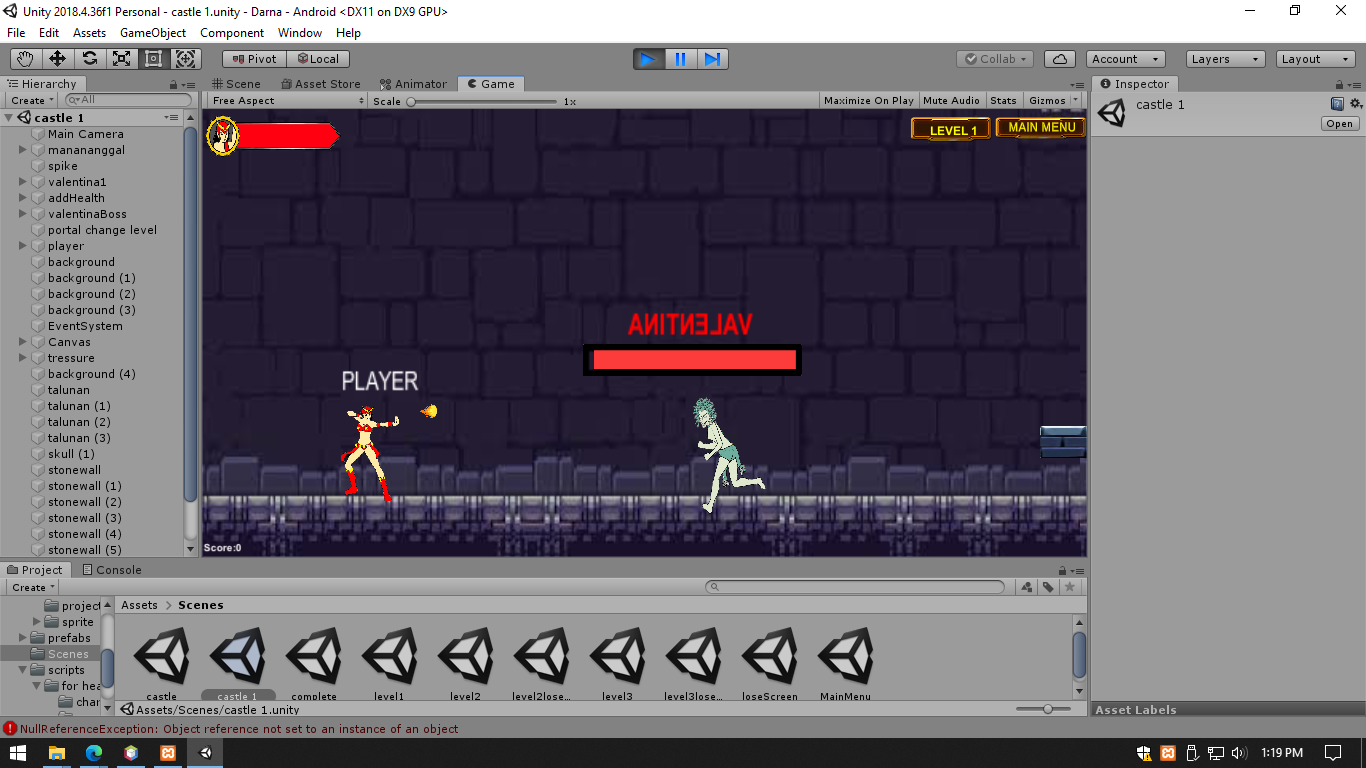 Unity 2018.4.36f1 Personal - castle 1.unity - Darna - Android <DX11 on DX9 GPU>
File Edit Assets GameObject Component Window Help
Pivot Local Collab Account Layers Layout
Hierarchy
Create All
castle 1
Main Camera
manananggal
spike
valentina1
addHealth
valentinaBoss
portal change level
player
background
background (1)
background (2)
background (3)
EventSystem
Canvas
tressure
background (4)
talunan
talunan (1)
talunan (2)
talunan (3)
skull (1)
stonewall
stonewall (1)
stonewall (2)
stonewall (3)
stonewall (4)
stonewall (5)
Scene Asset Store Animator Game
Free Aspect Scale 1x Maximize On Play Mute Audio Stats Gizmos
LEVEL 1 MAIN MENU
VALENTINA
PLAYER
Score:0
Inspector
castle 1
Open
Project Console
Create
project
sprite
prefabs
Scenes
scripts
for hea
char
Assets > Scenes
castle castle 1 complete level1 level2 level2lose... level3 level3lose... loseScreen MainMenu
Assets/Scenes/castle 1.unity
Asset Labels
NullReferenceException: Object reference not set to an instance of an object
1:19 PM